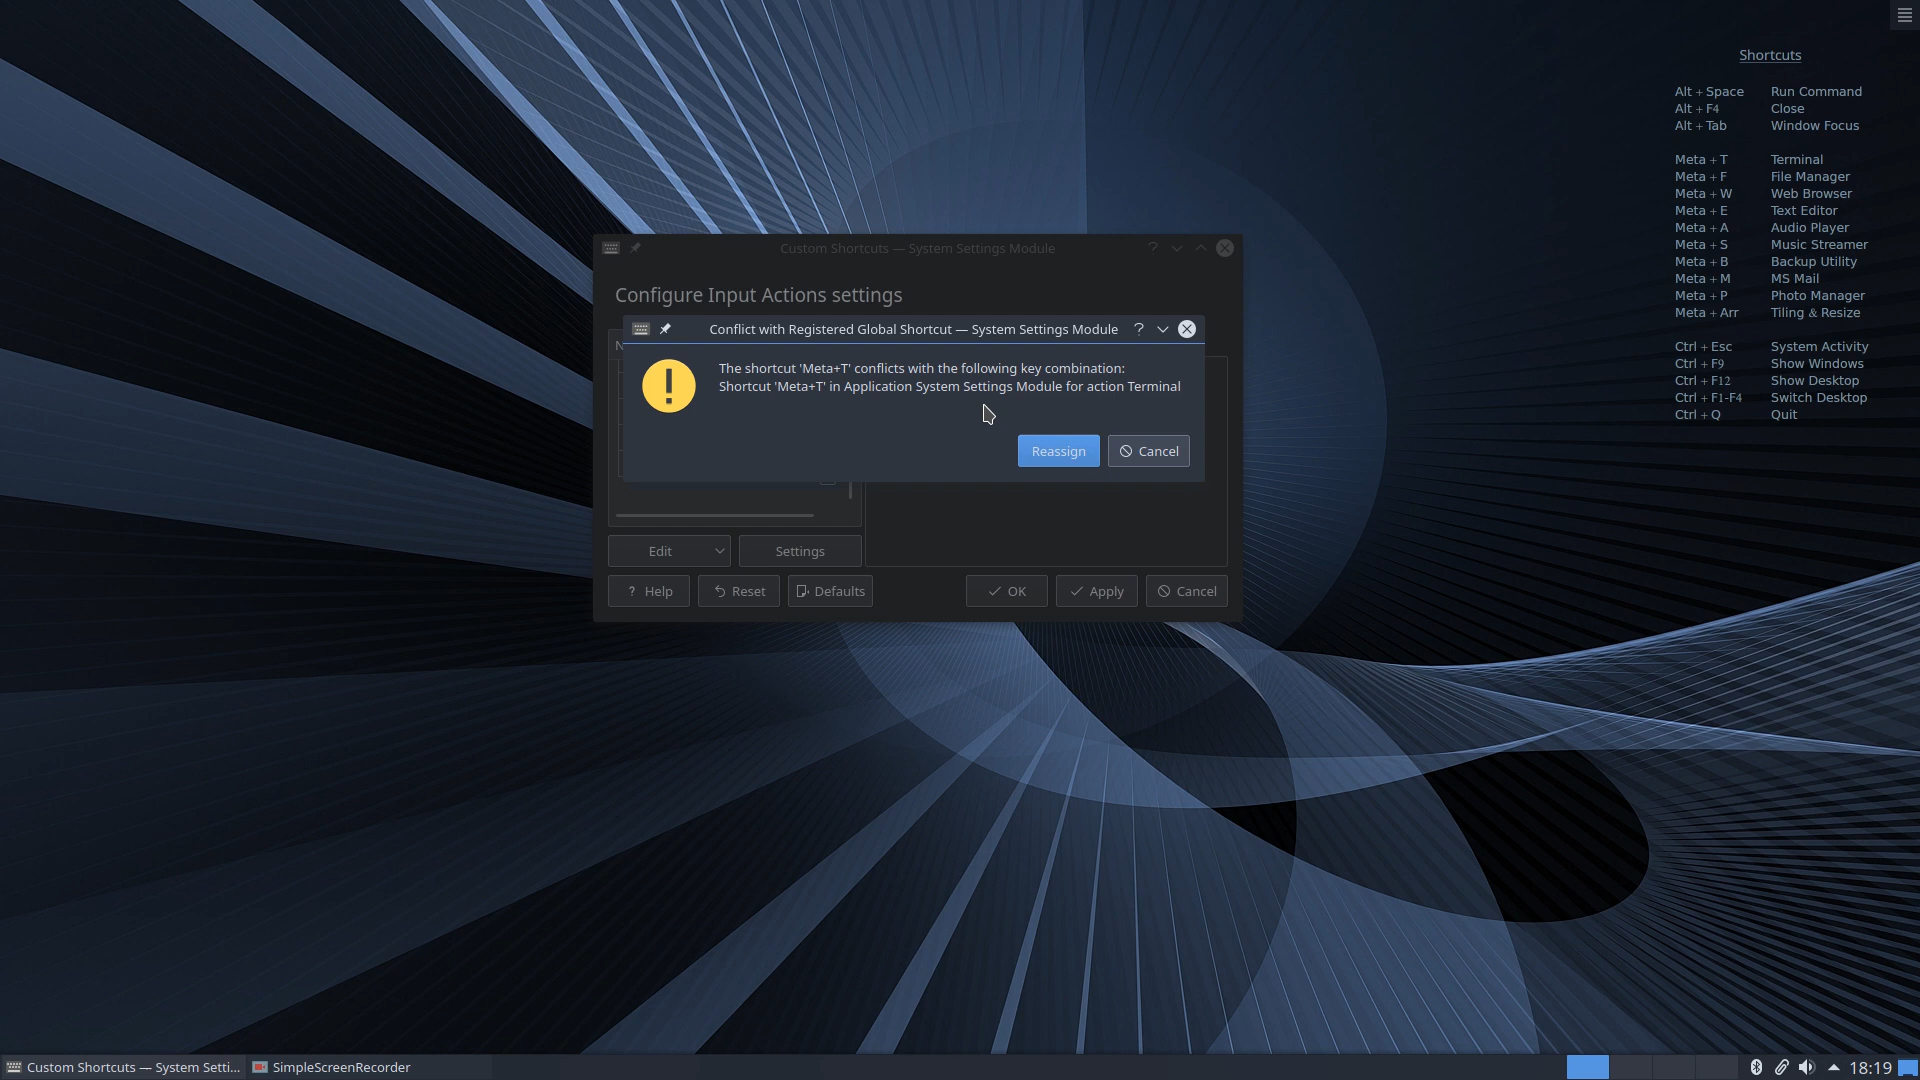 Shortcuts
Alt + Space Run Command
Alt + F4 Close
Alt + Tab Window Focus
Meta + T Terminal
Meta + F File Manager
Meta + W Web Browser
Meta + E Text Editor
Meta + A Audio Player
Meta + S Music Streamer
Meta + B Backup Utility
Meta + M MS Mail
Meta + P Photo Manager
Meta + Arr Tiling & Resize
Ctrl + Esc System Activity
Ctrl + F9 Show Windows
Ctrl + F12 Show Desktop
Ctrl + F1-F4 Switch Desktop
Ctrl + Q Quit
Custom Shortcuts — System Settings Module
Configure Input Actions settings
Conflict with Registered Global Shortcut — System Settings Module
The shortcut 'Meta+T' conflicts with the following key combination:
Shortcut 'Meta+T' in Application System Settings Module for action Terminal
Reassign
Cancel
Edit
Settings
? Help
Reset
Defaults
OK
Apply
Cancel
Custom Shortcuts — System Setti...
SimpleScreenRecorder
18:19